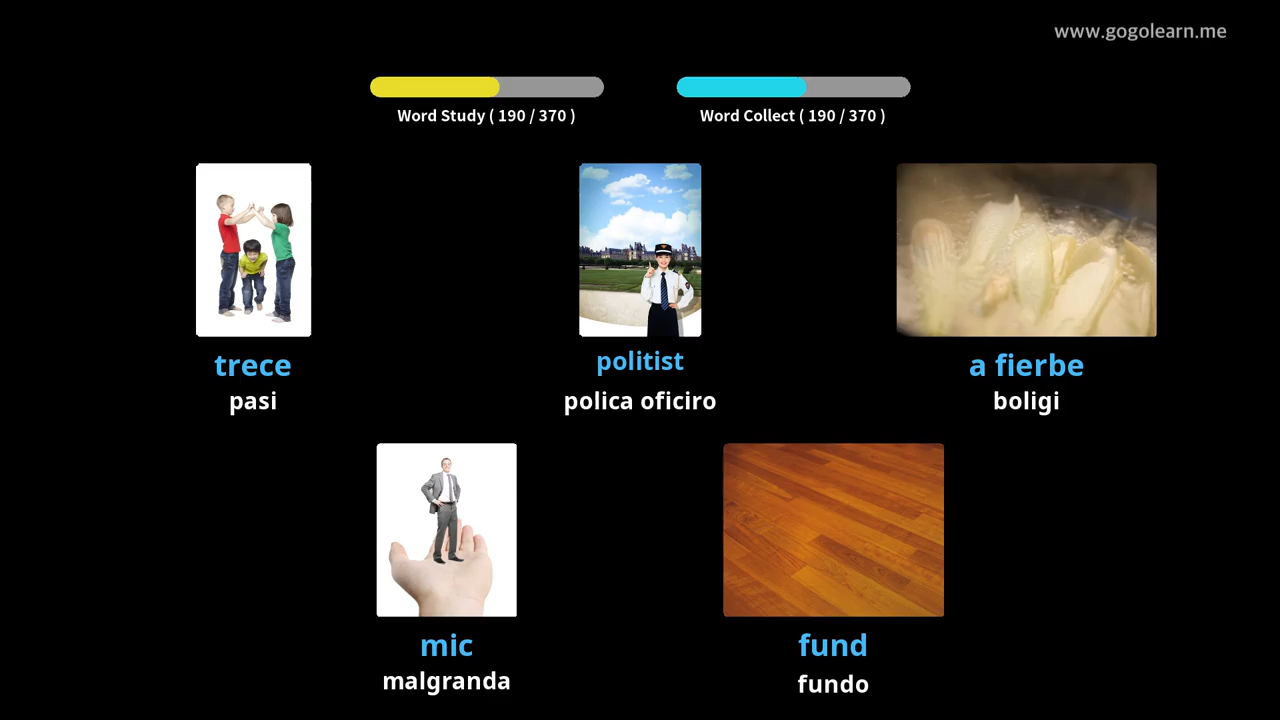 www.gogolearn.me
Word Study ( 190 / 370 )
Word Collect ( 190 / 370 )
trece
pasi
politist
polica oficiro
a fierbe
boligi
mic
malgranda
fund
fundo